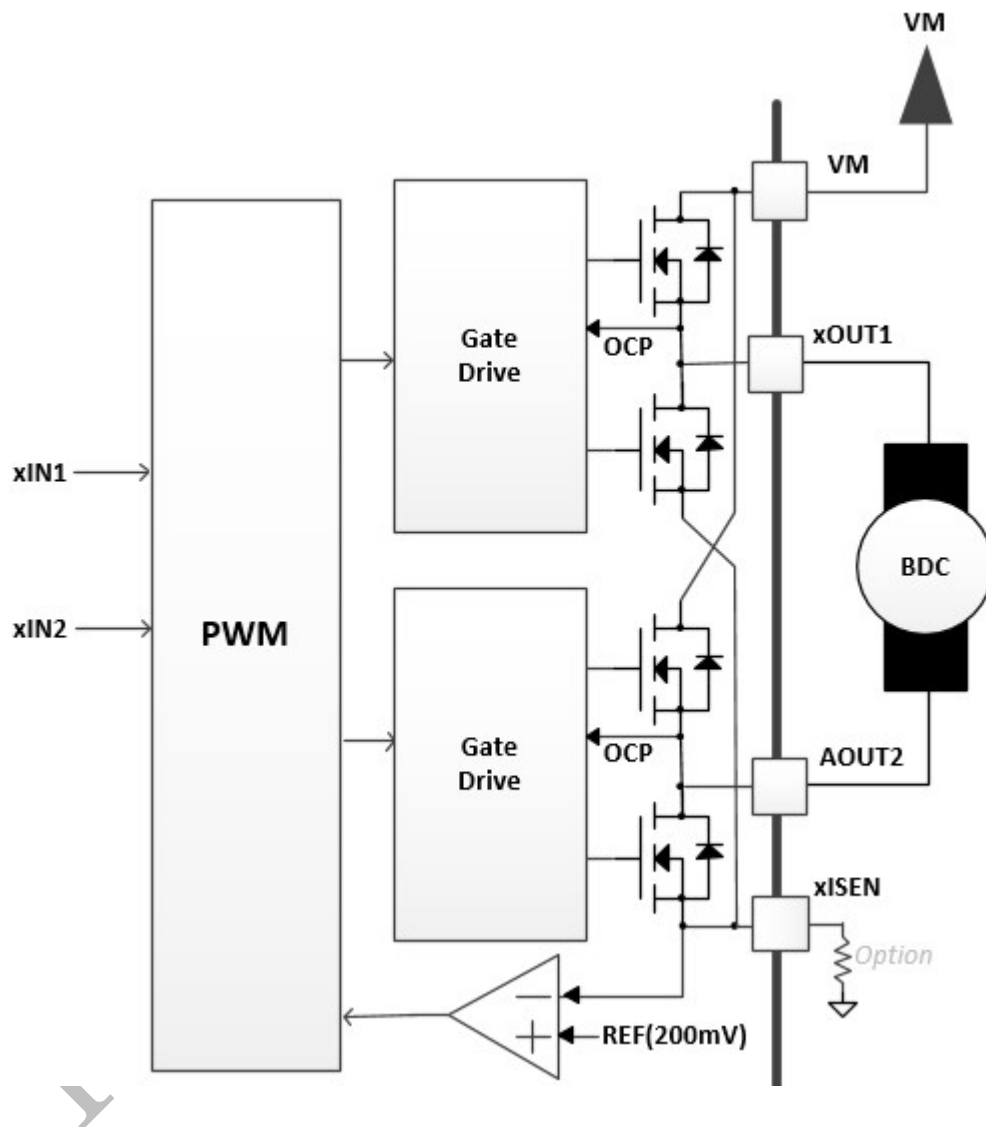 VM
VM
xOUT1
Gate
Drive
OCP
xIN1
BDC
xIN2
PWM
Gate
Drive
OCP
AOUT2
xISEN
Option
REF(200mV)